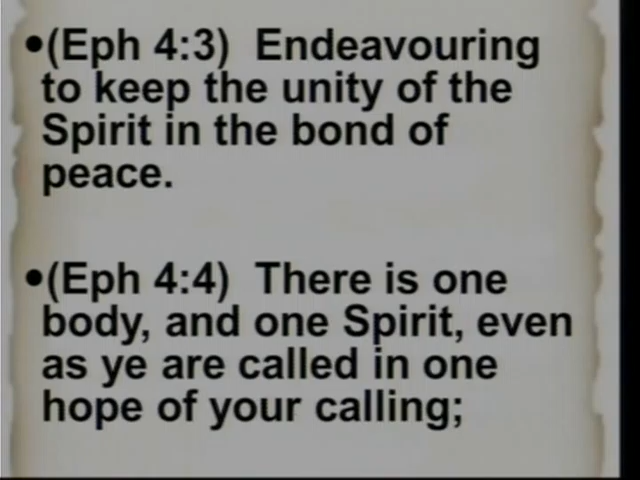 •(Eph 4:3) Endeavouring
to keep the unity of the
Spirit in the bond of
peace.
•(Eph 4:4) There is one
body, and one Spirit, even
as ye are called in one
hope of your calling;